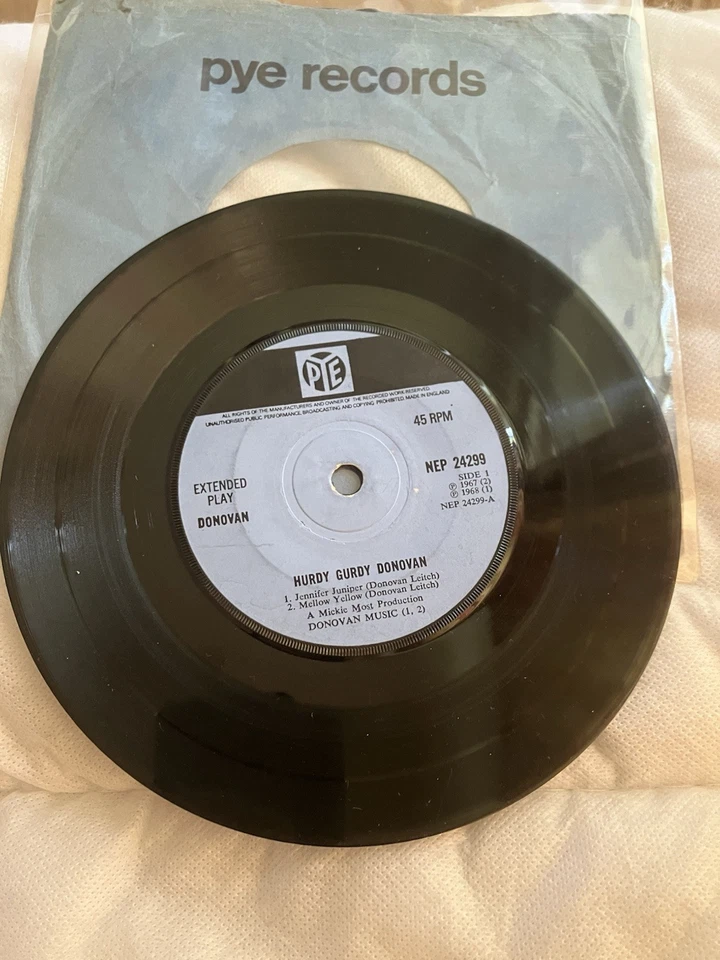 pye records
PYE
ALL RIGHTS OF THE MANUFACTURERS AND OWNER OF THE RECORDED WORK RESERVED
UNAUTHORISED PUBLIC PERFORMANCE, BROADCASTING AND COPYING PROHIBITED. MADE IN ENGLAND
45 RPM
NEP 24299
SIDE 1
℗ 1967 (2)
℗ 1968 (1)
NEP 24299-A
EXTENDED
PLAY
DONOVAN
HURDY GURDY DONOVAN
1. Jennifer Juniper (Donovan Leitch)
2. Mellow Yellow (Donovan Leitch)
A Mickie Most Production
DONOVAN MUSIC (1, 2)